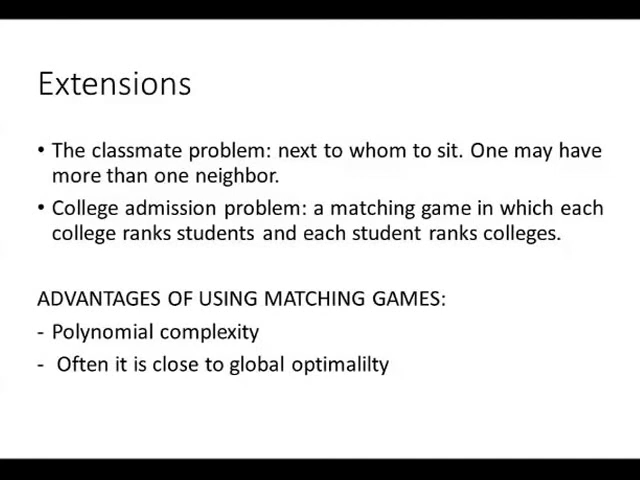 Extensions
• The classmate problem: next to whom to sit. One may have
more than one neighbor.
• College admission problem: a matching game in which each
college ranks students and each student ranks colleges.
ADVANTAGES OF USING MATCHING GAMES:
- Polynomial complexity
- Often it is close to global optimalilty